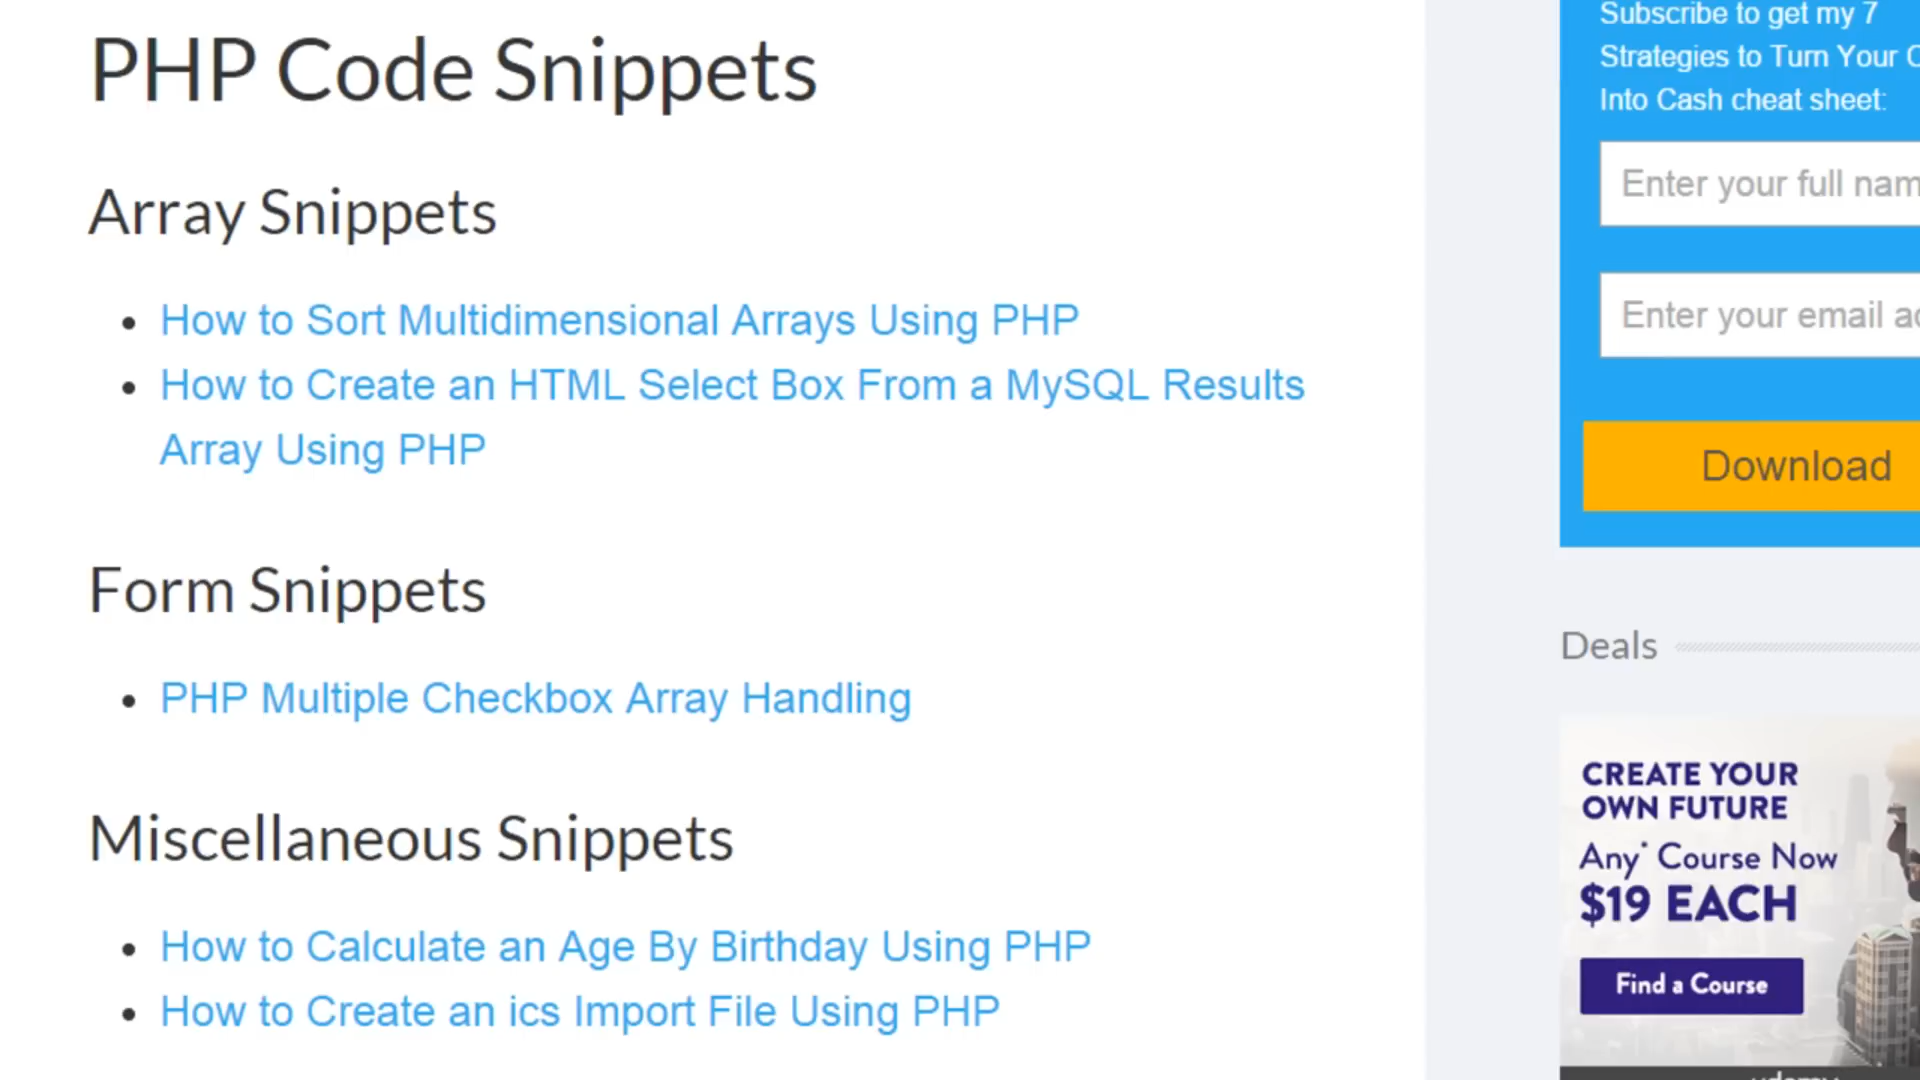 PHP Code Snippets
Array Snippets
How to Sort Multidimensional Arrays Using PHP
How to Create an HTML Select Box From a MySQL Results
Array Using PHP
Form Snippets
PHP Multiple Checkbox Array Handling
Miscellaneous Snippets
How to Calculate an Age By Birthday Using PHP
How to Create an ics Import File Using PHP
Subscribe to get my 7
Strategies to Turn Your
Into Cash cheat sheet:
Enter your full
Enter your email
Download
Deals
CREATE YOUR
OWN FUTURE
Any* Course Now
$19 EACH
Find a Course